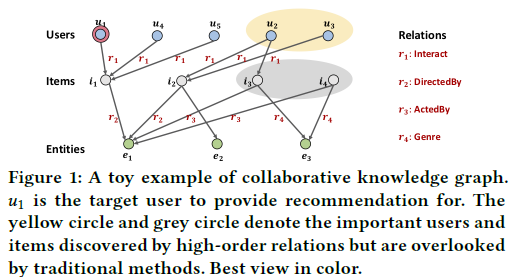 Users u1 u4 u5 u2 u3 Relations
r1 r1 r1 r1 r1 r1: Interact
Items i1 i2 i3 i4 r2: DirectedBy
r2 r2 r3 r3 r4 r4 r3: ActedBy
r4: Genre
Entities
e1 e2 e3
Figure 1: A toy example of collaborative knowledge graph.
u1 is the target user to provide recommendation for. The
yellow circle and grey circle denote the important users and
items discovered by high-order relations but are overlooked
by traditional methods. Best view in color.